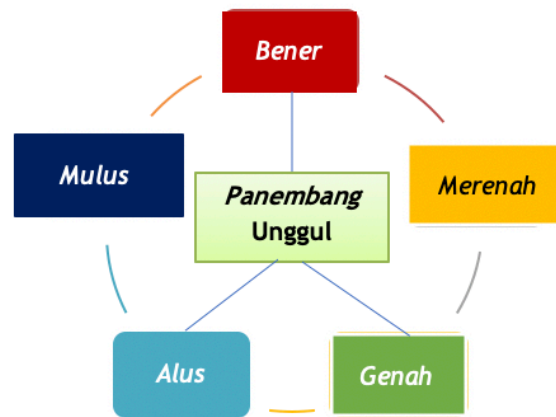 Bener
Mulus
Merenah
Panembang
Unggul
Alus
Genah